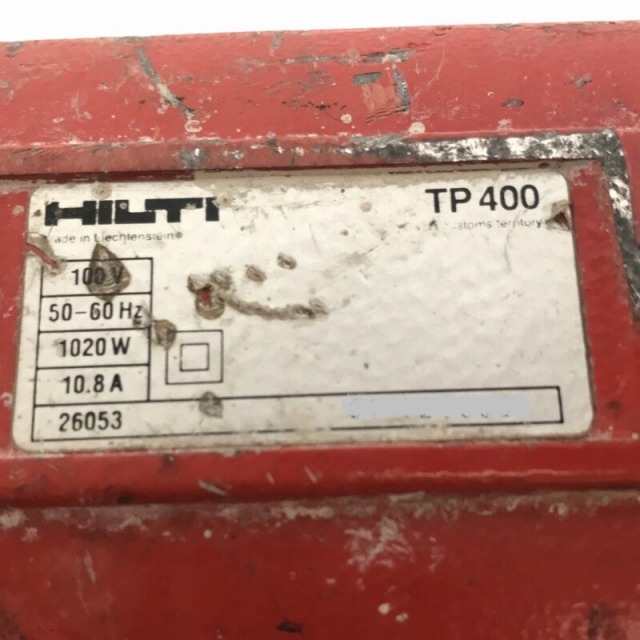 HILTI
TP 400
Made in Liechtenstein
customs territory
100 V
50-60 Hz
1020 W
10.8 A
26053